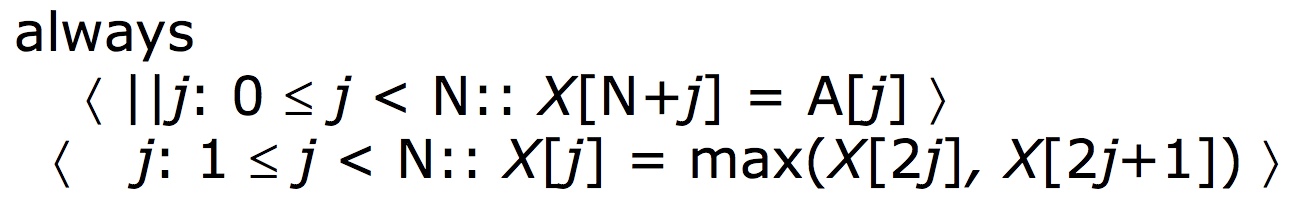 always
〈 ||j: 0 ≤ j < N:: X[N+j] = A[j] 〉
〈 j: 1 ≤ j < N:: X[j] = max(X[2j], X[2j+1]) 〉